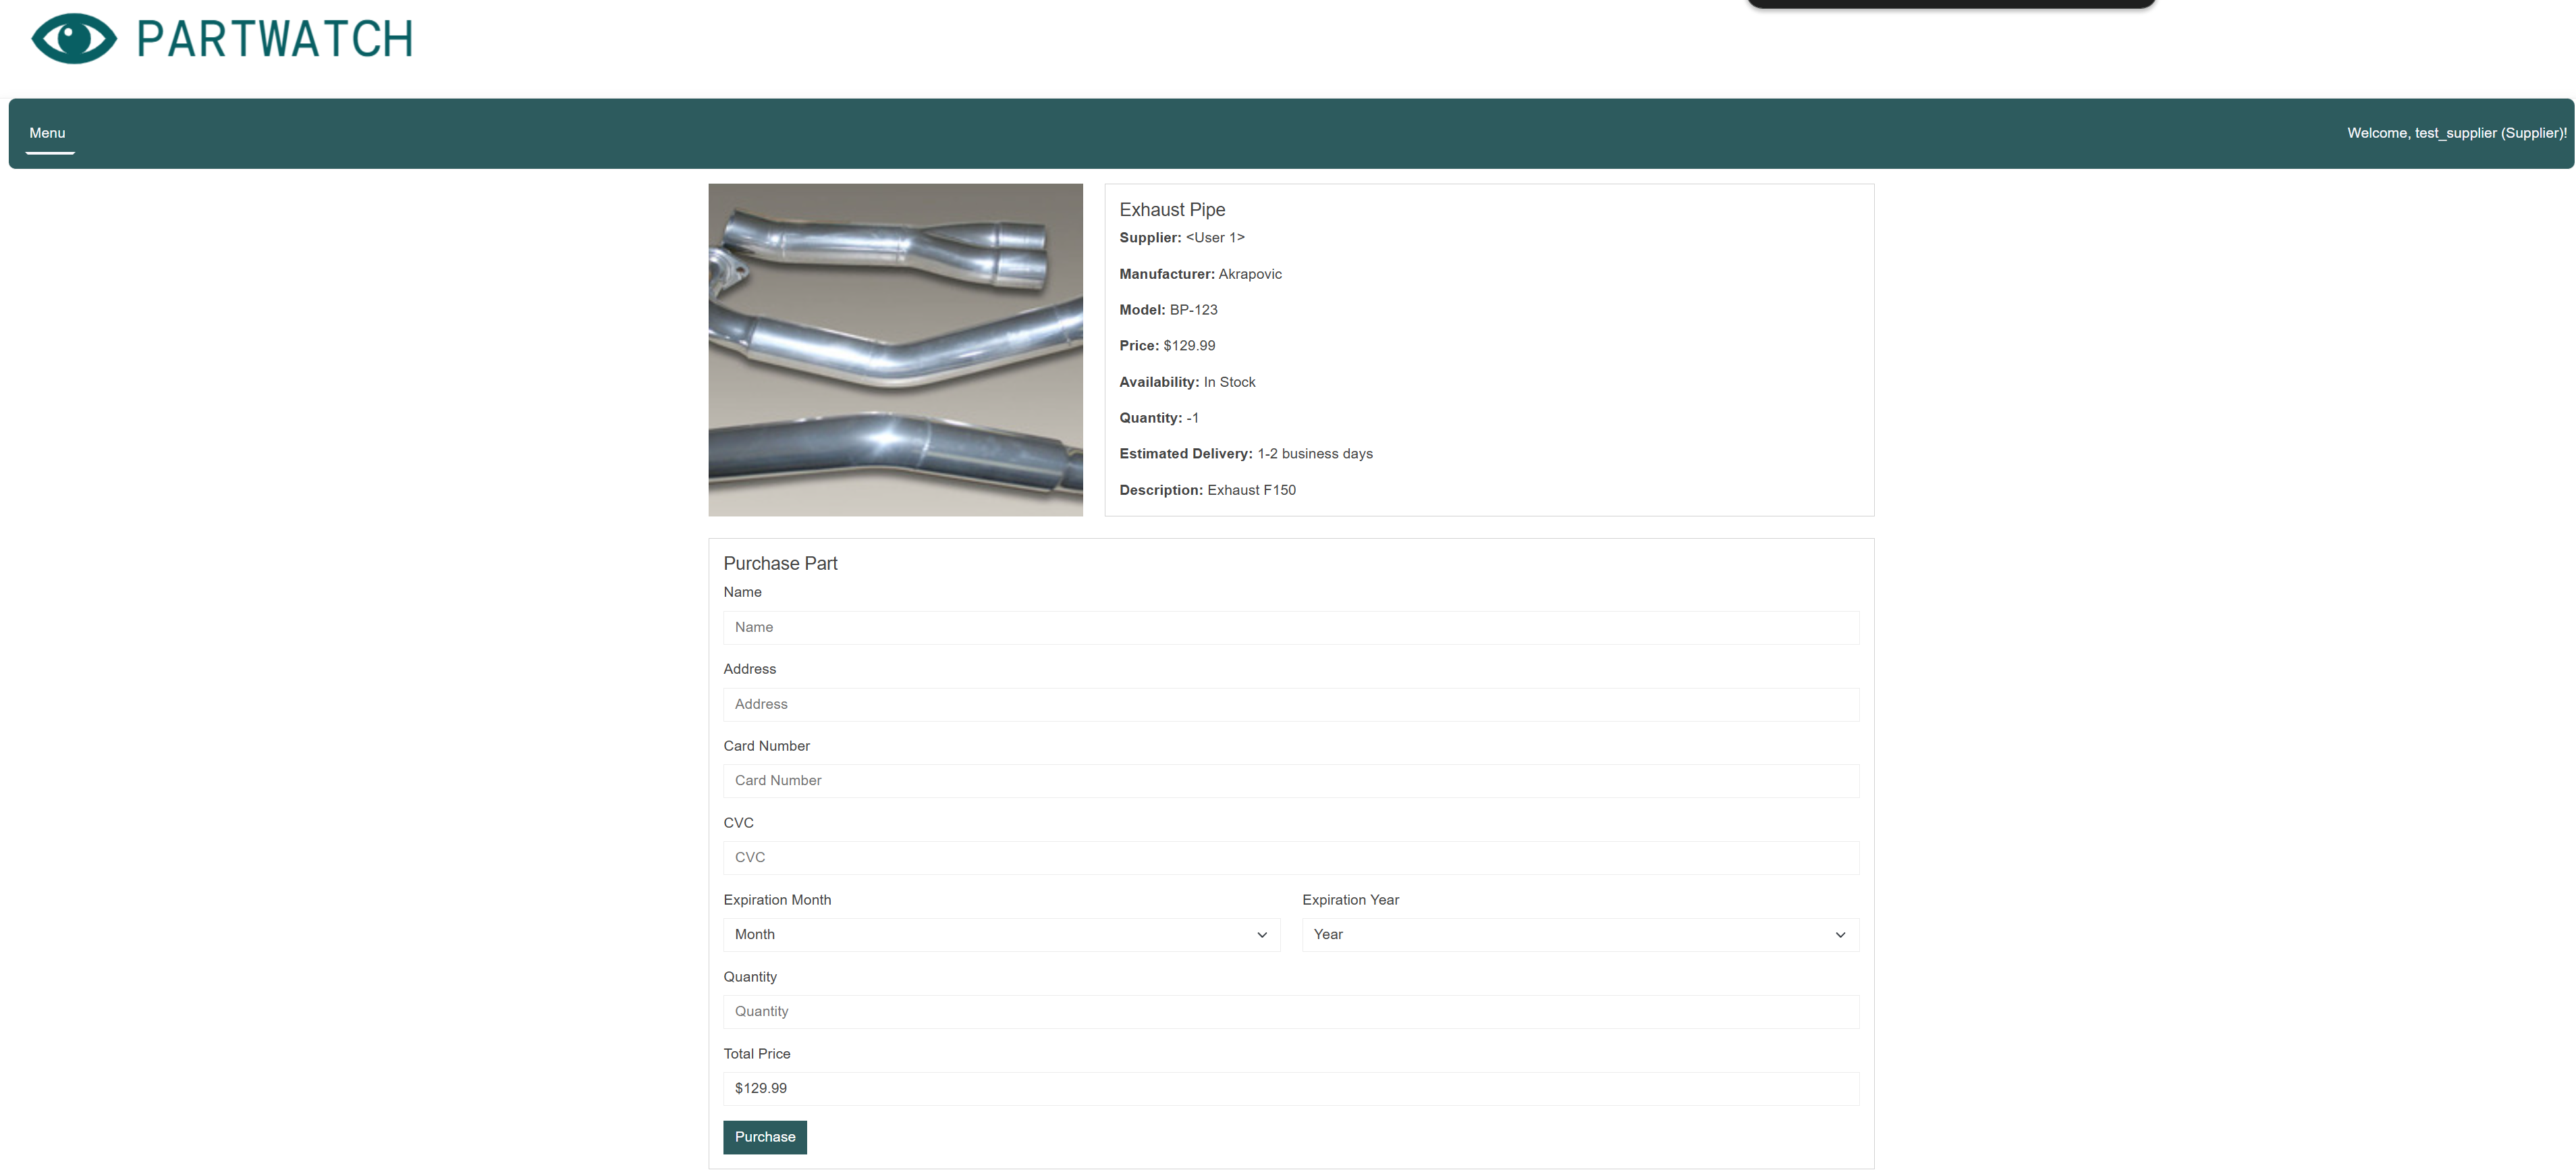 PARTWATCH
Menu
Welcome, test_supplier (Supplier)!
Exhaust Pipe
Supplier: <User 1>
Manufacturer: Akrapovic
Model: BP-123
Price: $129.99
Availability: In Stock
Quantity: -1
Estimated Delivery: 1-2 business days
Description: Exhaust F150
Purchase Part
Name
Name
Address
Address
Card Number
Card Number
CVC
CVC
Expiration Month
Expiration Year
Month
Year
Quantity
Quantity
Total Price
$129.99
Purchase